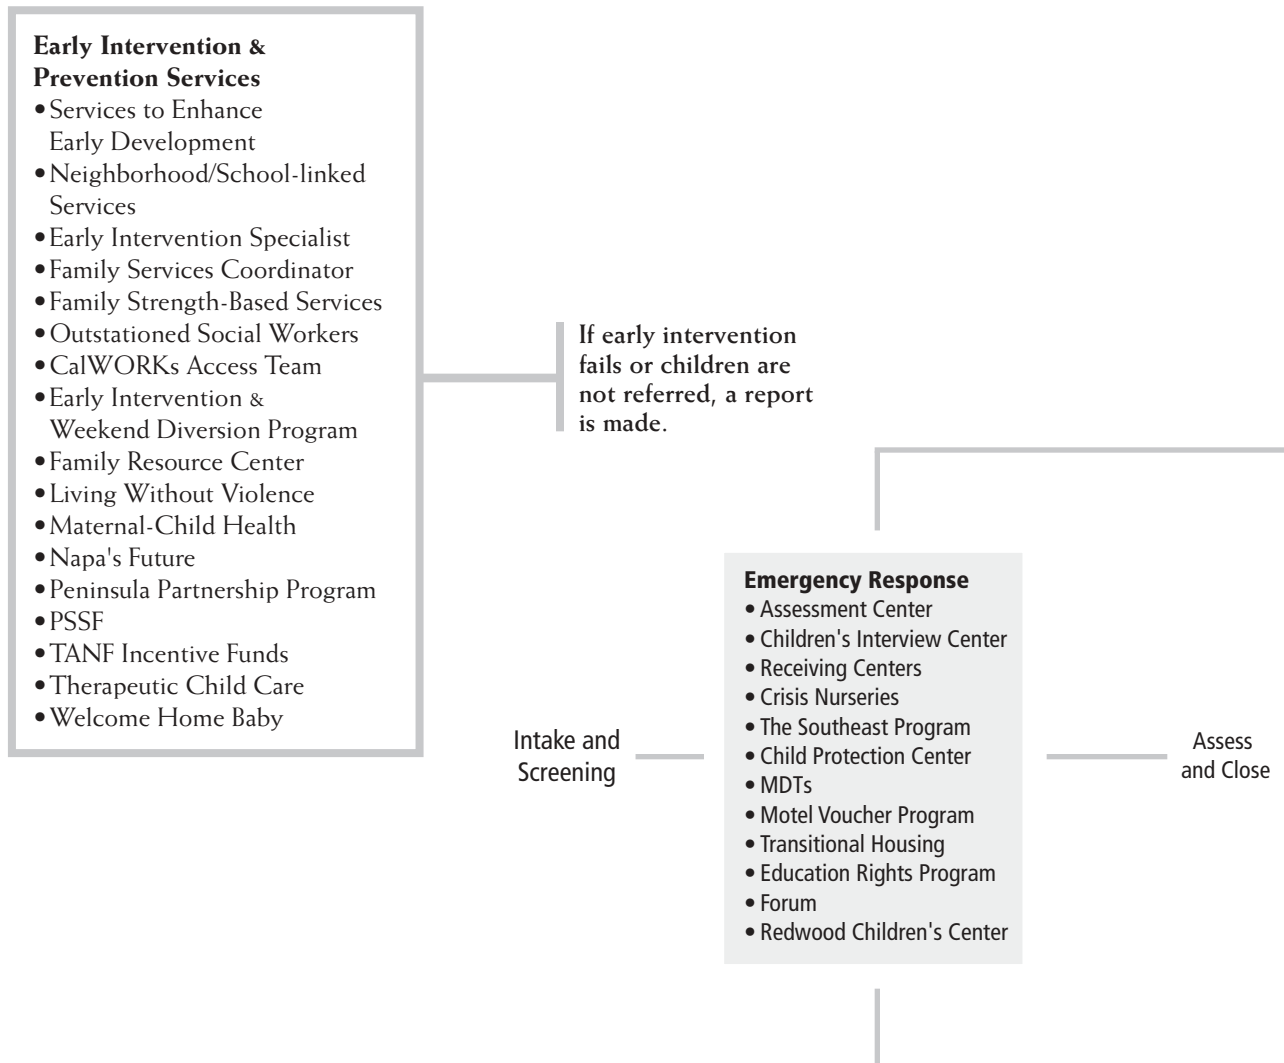 Early Intervention &
Prevention Services
•Services to Enhance
Early Development
•Neighborhood/School-linked
Services
•Early Intervention Specialist
•Family Services Coordinator
•Family Strength-Based Services
•Outstationed Social Workers
•CalWORKs Access Team
•Early Intervention &
Weekend Diversion Program
•Family Resource Center
•Living Without Violence
•Maternal-Child Health
•Napa's Future
•Peninsula Partnership Program
•PSSF
•TANF Incentive Funds
•Therapeutic Child Care
•Welcome Home Baby
If early intervention
fails or children are
not referred, a report
is made.
Intake and
Screening
Emergency Response
• Assessment Center
• Children's Interview Center
• Receiving Centers
• Crisis Nurseries
• The Southeast Program
• Child Protection Center
• MDTs
• Motel Voucher Program
• Transitional Housing
• Education Rights Program
• Forum
• Redwood Children's Center
Assess
and Close